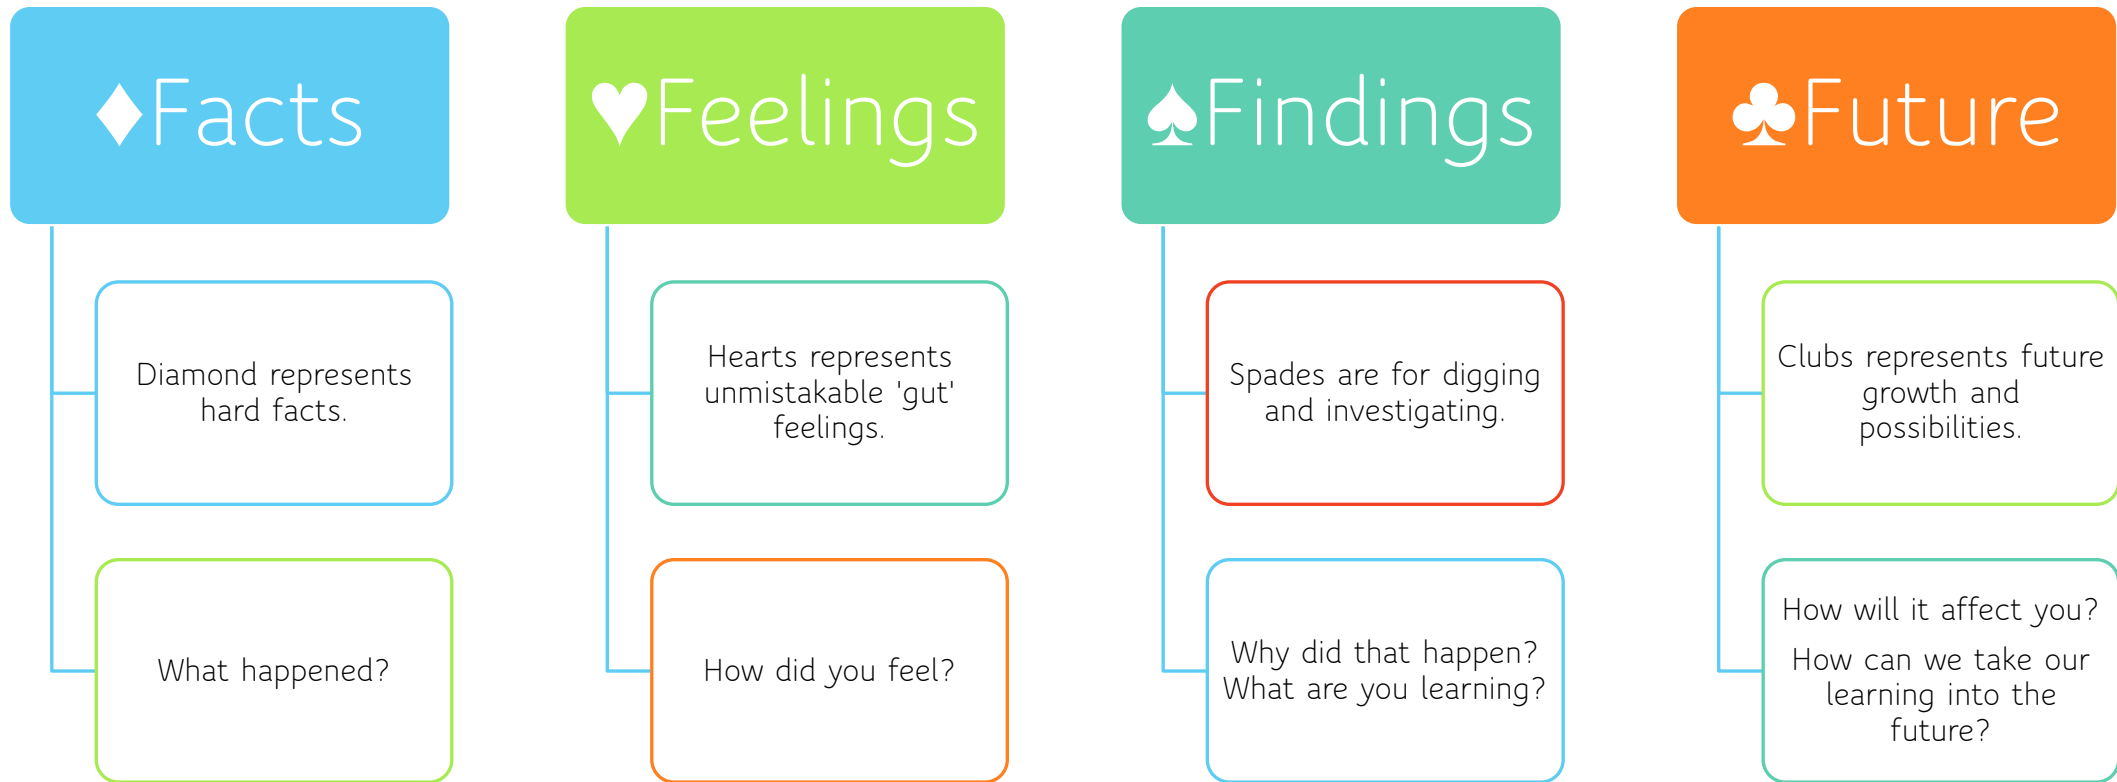 ♦Facts
Diamond represents
hard facts.
What happened?
♥Feelings
Hearts represents
unmistakable 'gut'
feelings.
How did you feel?
♠Findings
Spades are for digging
and investigating.
Why did that happen?
What are you learning?
♣Future
Clubs represents future
growth and
possibilities.
How will it affect you?
How can we take our
learning into the
future?